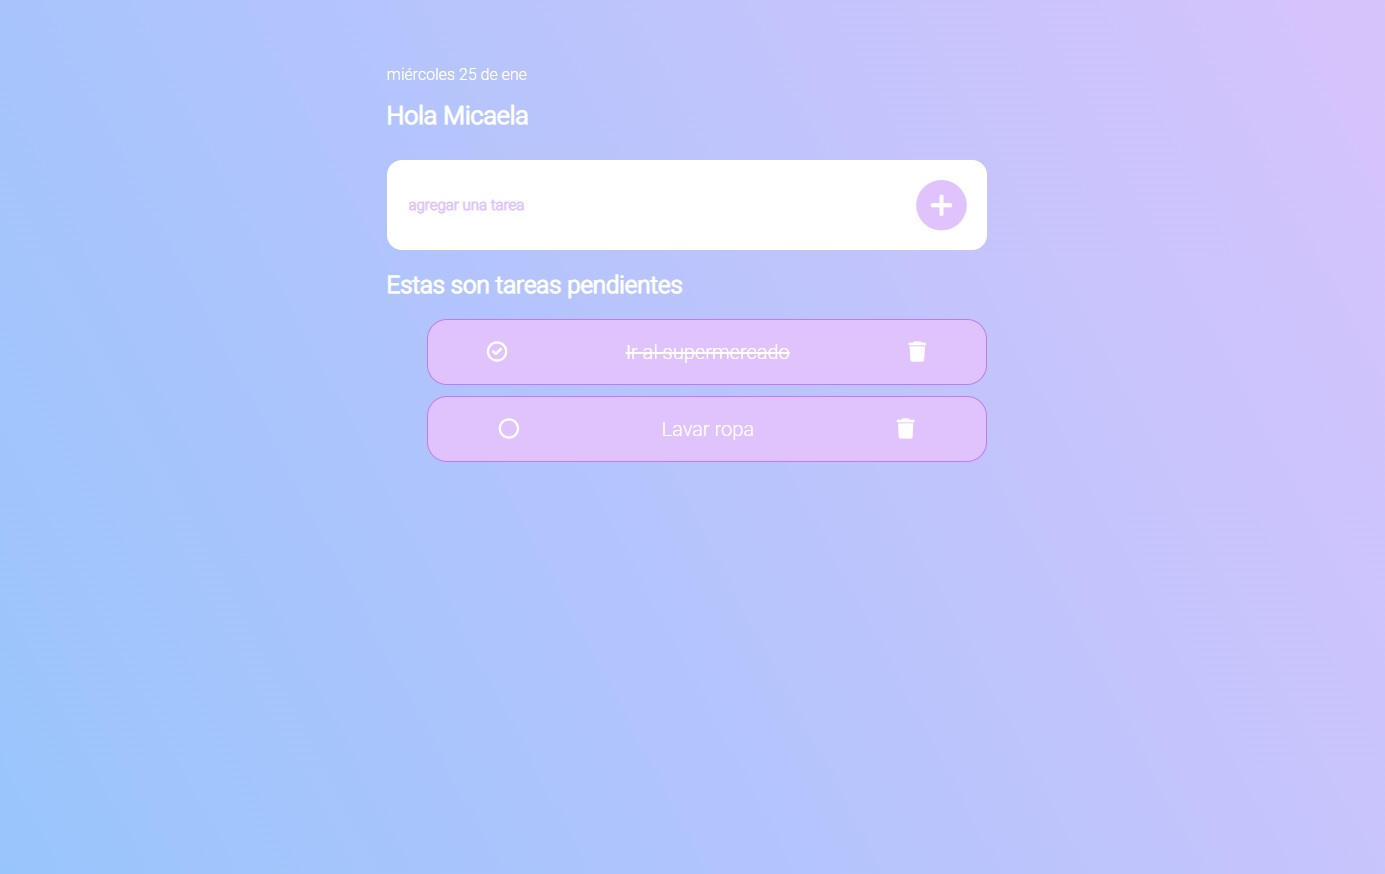 miércoles 25 de ene
Hola Micaela
agregar una tarea
Estas son tareas pendientes
Ir al supermercado
Lavar ropa